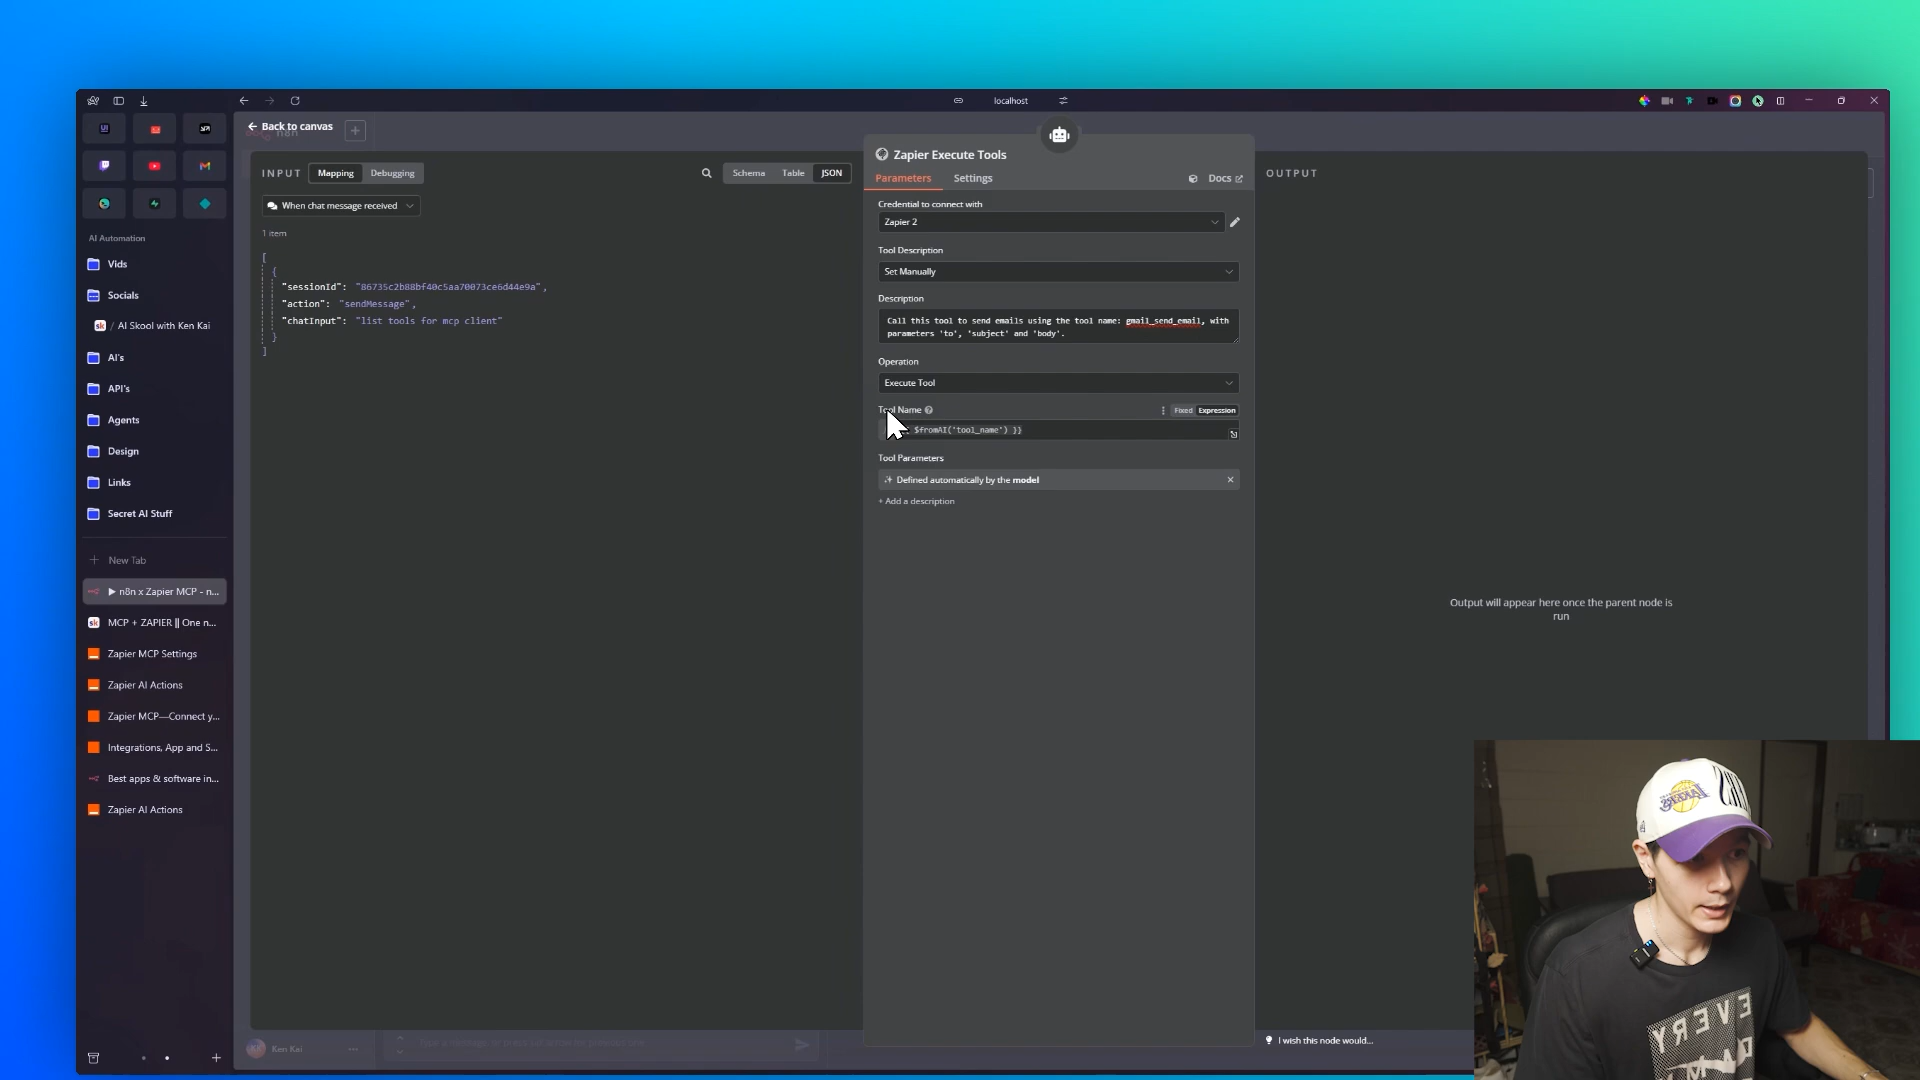 localhost
Back to canvas
INPUT
Mapping
Debugging
Schema
Table
JSON
When chat message received
1 item
[
{
"sessionId": "86735c2b88bf40c5aa70073ce6d44e9a",
"action": "sendMessage",
"chatInput": "list tools for mcp client"
}
]
AI Automation
Vids
Socials
/ AI Skool with Ken Kai
AI's
API's
Agents
Design
Links
Secret AI Stuff
New Tab
n8n x Zapier MCP - n...
MCP + ZAPIER || One n...
Zapier MCP Settings
Zapier AI Actions
Zapier MCP—Connect y...
Integrations, App and S...
Best apps & software in...
Zapier AI Actions
Zapier Execute Tools
Parameters
Settings
Docs
Credential to connect with
Zapier 2
Tool Description
Set Manually
Description
Call this tool to send emails using the tool name: gmail_send_email, with
parameters 'to', 'subject' and 'body'.
Operation
Execute Tool
Tool Name
Fixed
Expression
$fromAI('tool_name') }}
Tool Parameters
Defined automatically by the model
+ Add a description
OUTPUT
Output will appear here once the parent node is
run
I wish this node would...
Ken Kai
LAKERS
EVERY